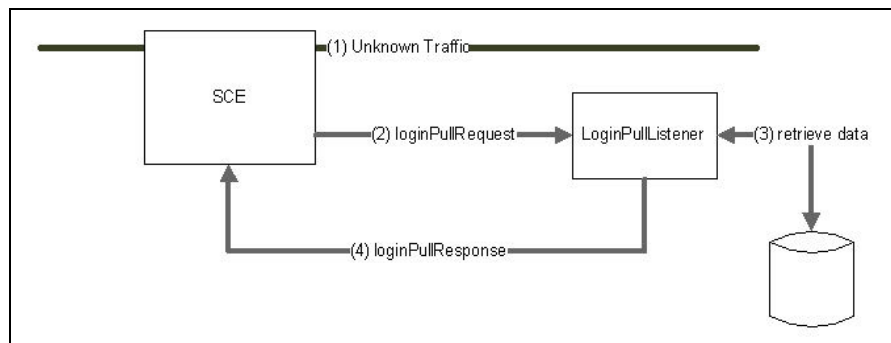 (1) Unknown Traffic
SCE
(2) loginPullRequest
LoginPullListener
(3) retrieve data
(4) loginPullResponse